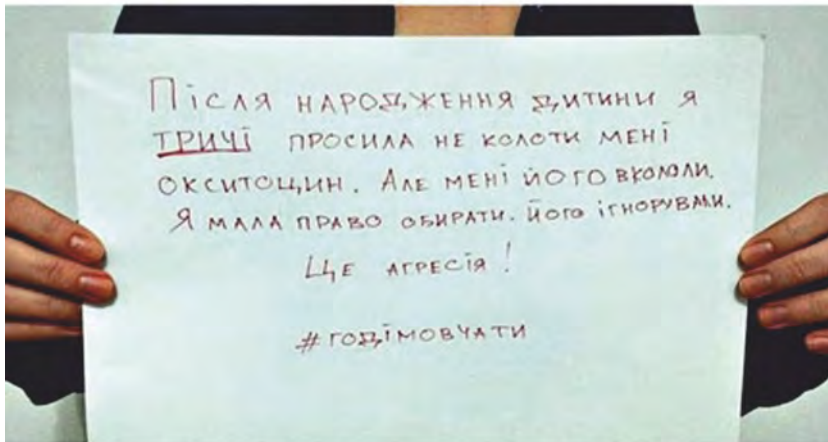 Після народження дитини я
тричі просила не колоти мені
окситоцин. Але мені його вкололи.
Я мала право обирати. Його ігнорували.
Це агресія!
#годімовчати